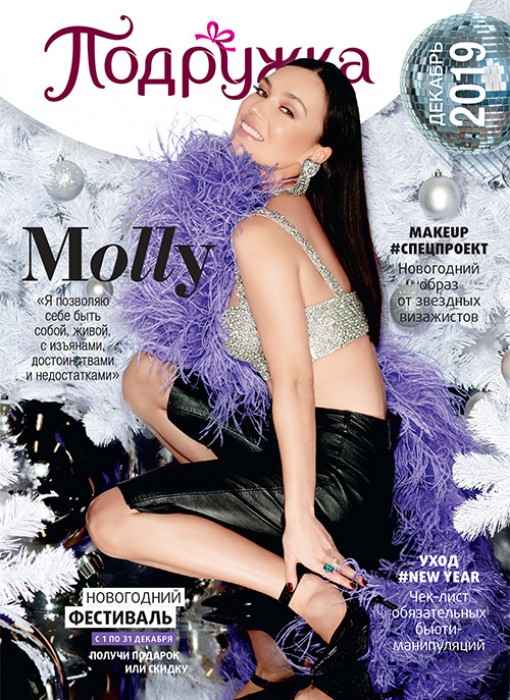 Подружка
ДЕКАБРЬ
2019
Molly
«Я позволяю
себе быть
собой, живой,
с изъянами,
достоинствами
и недостатками»
MAKEUP
#СПЕЦПРОЕКТ
Новогодний
образ
от звездных
визажистов
УХОД
#NEW YEAR
Чек-лист
обязательных
бьюти-
манипуляций
НОВОГОДНИЙ
ФЕСТИВАЛЬ
С 1 ПО 31 ДЕКАБРЯ
ПОЛУЧИ ПОДАРОК
ИЛИ СКИДКУ